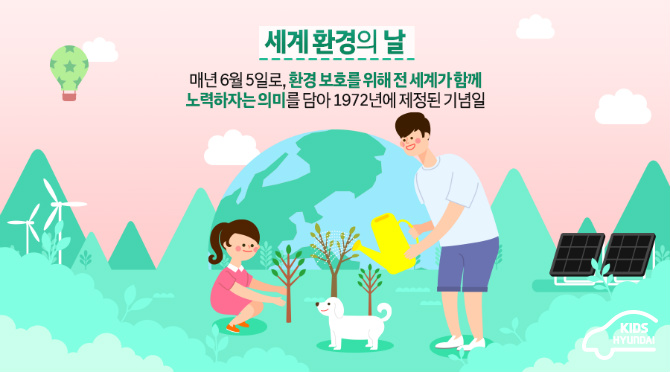 세계 환경의 날
매년 6월 5일로, 환경 보호를 위해 전 세계가 함께
노력하자는 의미를 담아 1972년에 제정된 기념일
KIDS
HYUNDAI